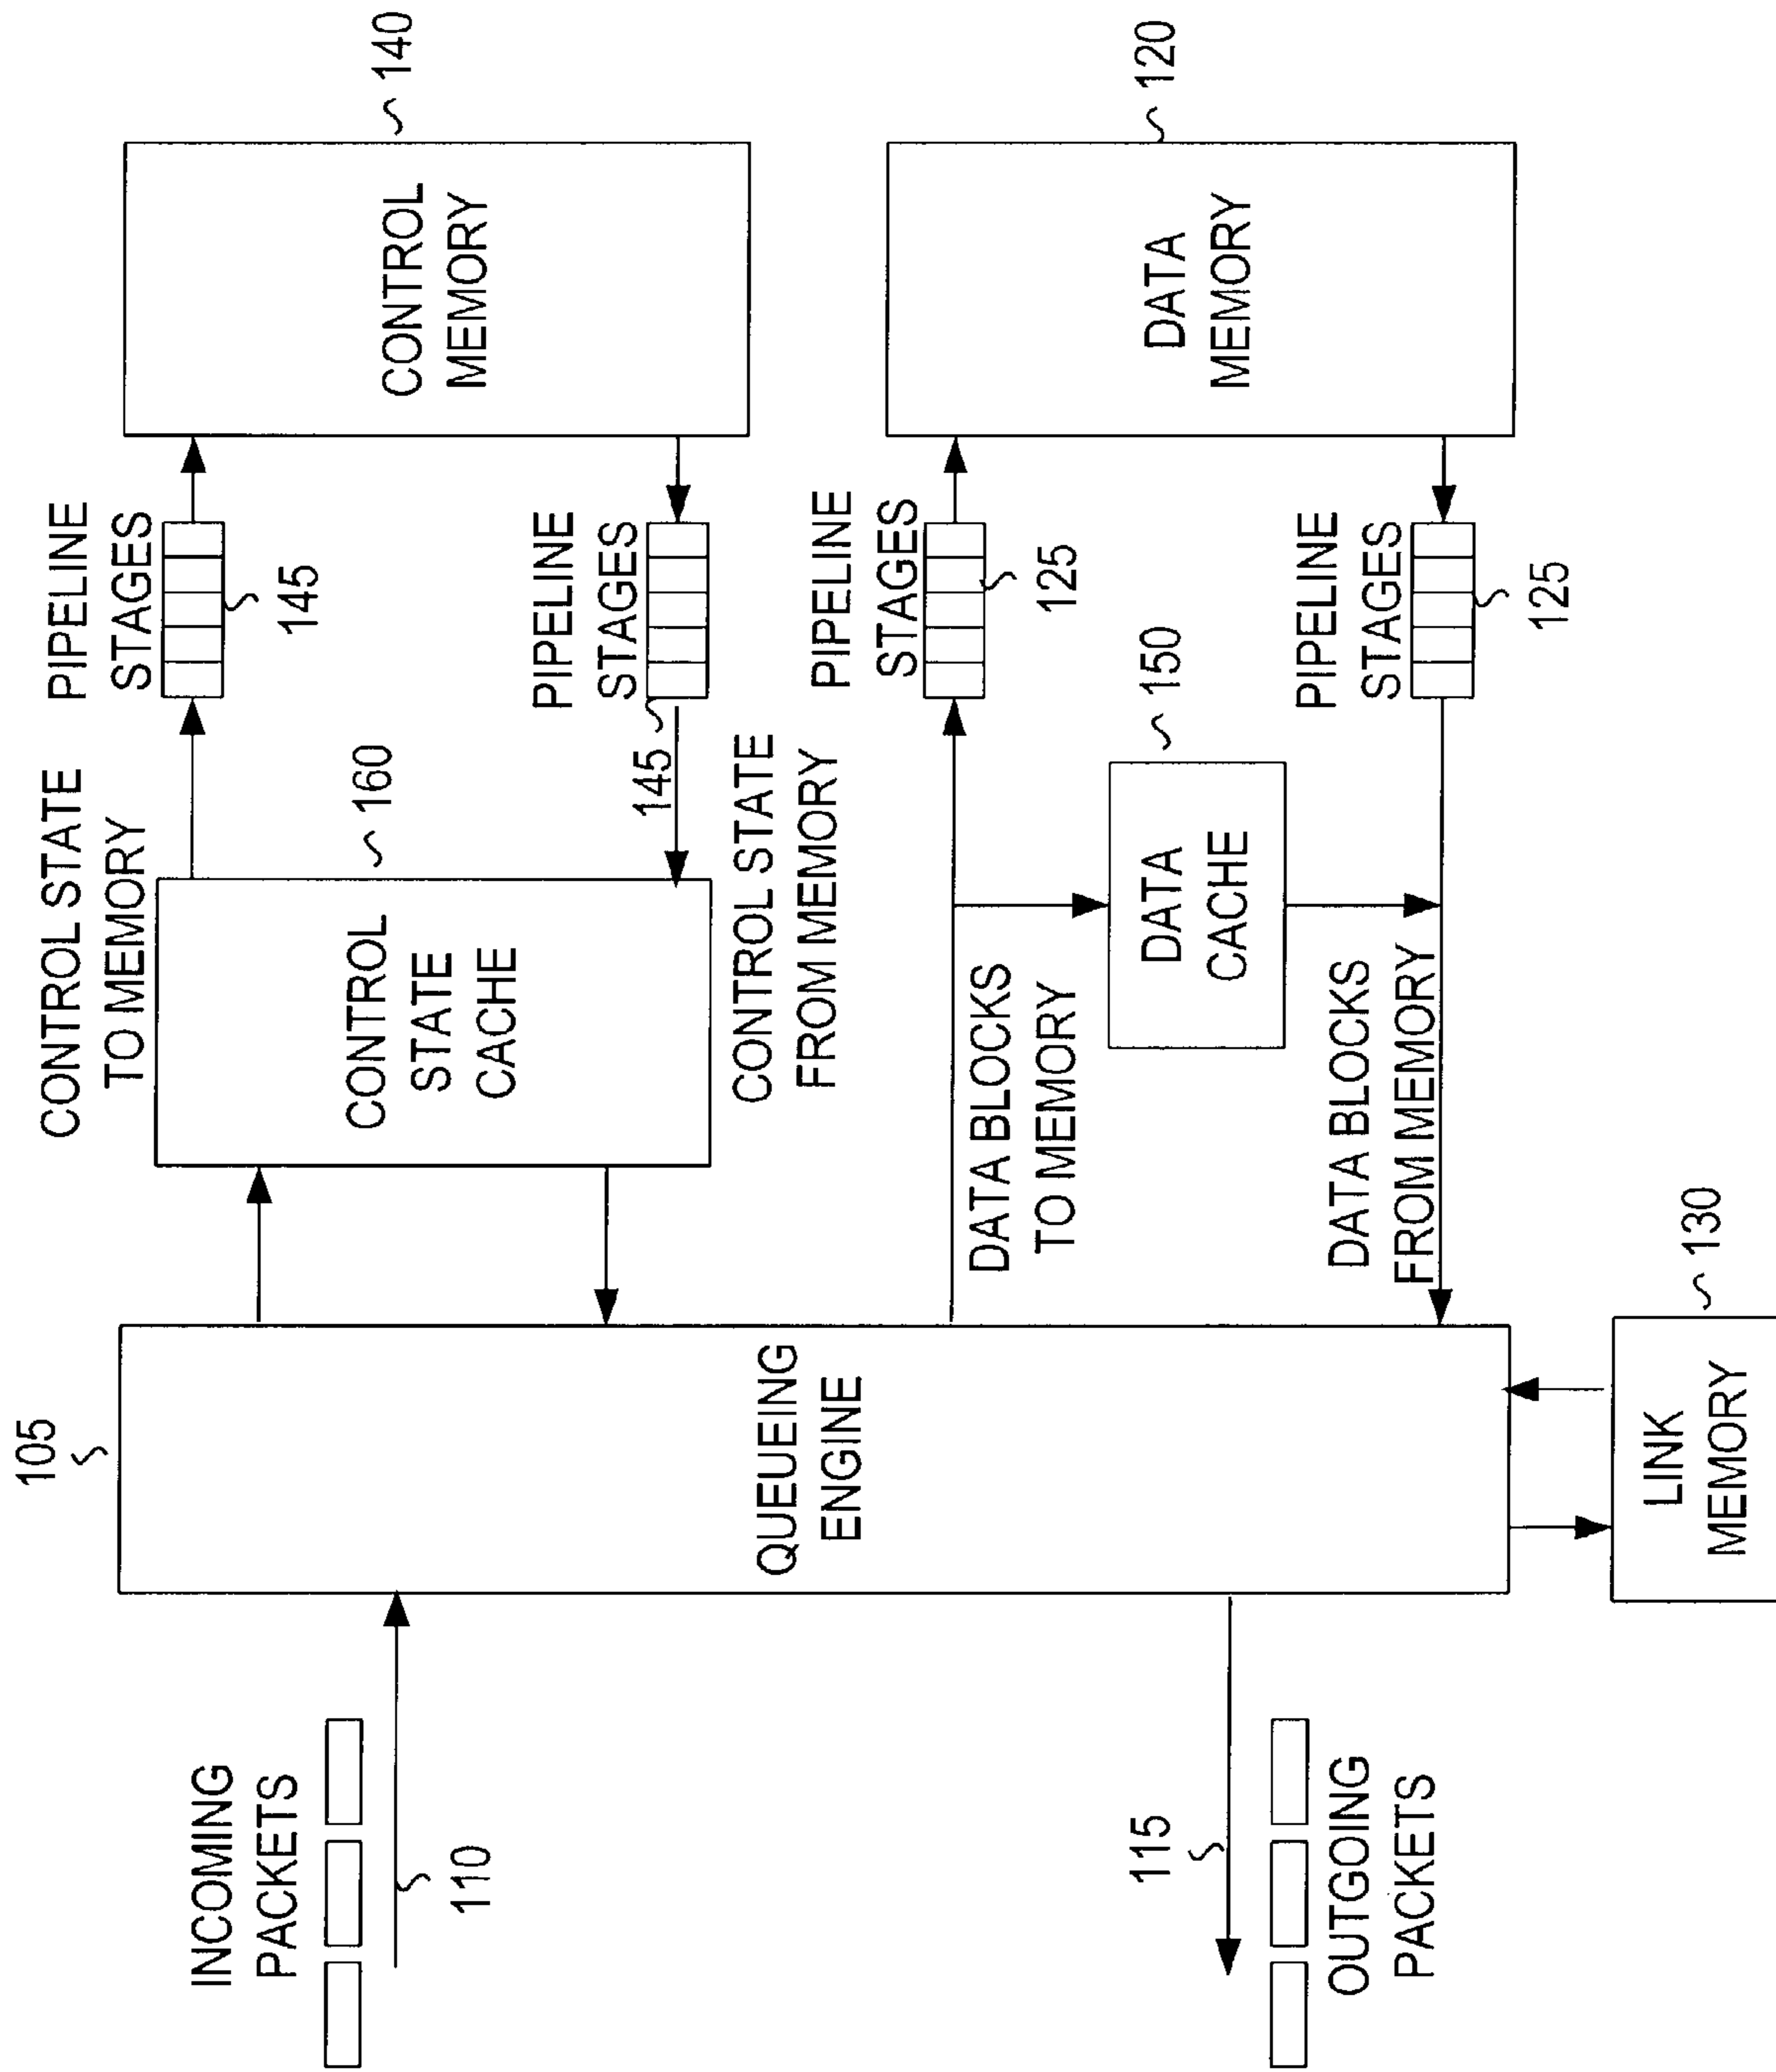 INCOMING
PACKETS
110
115
OUTGOING
PACKETS
105
QUEUEING
ENGINE
LINK
MEMORY
130
CONTROL STATE
TO MEMORY
CONTROL
STATE
CACHE
160
CONTROL STATE
FROM MEMORY
DATA BLOCKS
TO MEMORY
DATA
CACHE
150
DATA BLOCKS
FROM MEMORY
PIPELINE
STAGES
145
PIPELINE
STAGES
145
PIPELINE
STAGES
125
PIPELINE
STAGES
125
CONTROL
MEMORY
140
DATA
MEMORY
120